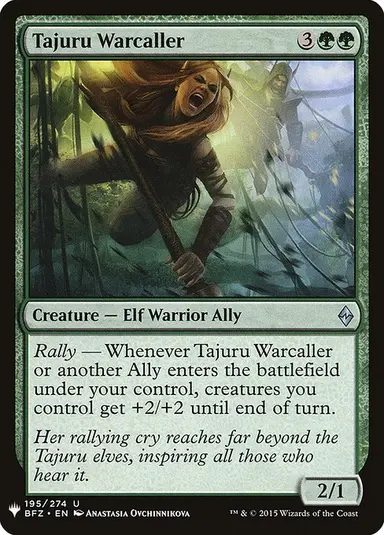 Tajuru Warcaller 3
Creature — Elf Warrior Ally
Rally — Whenever Tajuru Warcaller
or another Ally enters the battlefield
under your control, creatures you
control get +2/+2 until end of turn.
Her rallying cry reaches far beyond the
Tajuru elves, inspiring all those who
hear it.
2/1
195/274 U
BFZ • EN Anastasia Ovchinnikova
™ & © 2015 Wizards of the Coast